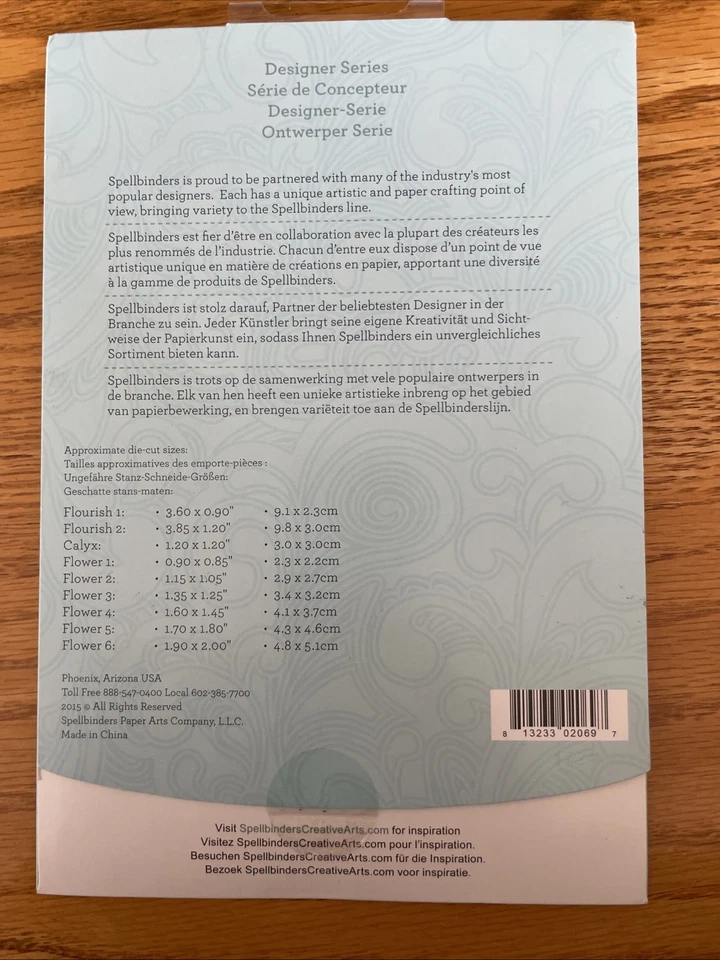 Designer Series
Série de Concepteur
Designer-Serie
Ontwerper Serie
Spellbinders is proud to be partnered with many of the industry's most
popular designers. Each has a unique artistic and paper crafting point of
view, bringing variety to the Spellbinders line.
Spellbinders est fier d'être en collaboration avec la plupart des créateurs les
plus renommés de l'industrie. Chacun d'entre eux dispose d'un point de vue
artistique unique en matière de créations en papier, apportant une diversité
à la gamme de produits de Spellbinders.
Spellbinders ist stolz darauf, Partner der beliebtesten Designer in der
Branche zu sein. Jeder Künstler bringt seine eigene Kreativität und Sicht-
weise der Papierkunst ein, sodass Ihnen Spellbinders ein unvergleichliches
Sortiment bieten kann.
Spellbinders is trots op de samenwerking met vele populaire ontwerpers in
de branche. Elk van hen heeft een unieke artistieke inbreng op het gebied
van papierbewerking, en brengen variëteit toe aan de Spellbinderslijn.
Approximate die-cut sizes:
Tailles approximatives des emporte-pièces :
Ungefähre Stanz-Schneide-Größen:
Geschatte stans-maten:
Flourish 1: • 3.60 x 0.90" • 9.1 x 2.3cm
Flourish 2: • 3.85 x 1.20" • 9.8 x 3.0cm
Calyx: • 1.20 x 1.20" • 3.0 x 3.0cm
Flower 1: • 0.90 x 0.85" • 2.3 x 2.2cm
Flower 2: • 1.15 x 1.05" • 2.9 x 2.7cm
Flower 3: • 1.35 x 1.25" • 3.4 x 3.2cm
Flower 4: • 1.60 x 1.45" • 4.1 x 3.7cm
Flower 5: • 1.70 x 1.80" • 4.3 x 4.6cm
Flower 6: • 1.90 x 2.00" • 4.8 x 5.1cm
Phoenix, Arizona USA
Toll Free 888-547-0400 Local 602-385-7700
2015 © All Rights Reserved
Spellbinders Paper Arts Company, L.L.C.
Made in China
8 13233 02069 7
Visit SpellbindersCreativeArts.com for inspiration
Visitez SpellbindersCreativeArts.com pour l'inspiration.
Besuchen SpellbindersCreativeArts.com für die Inspiration.
Bezoek SpellbindersCreativeArts.com voor inspiratie.